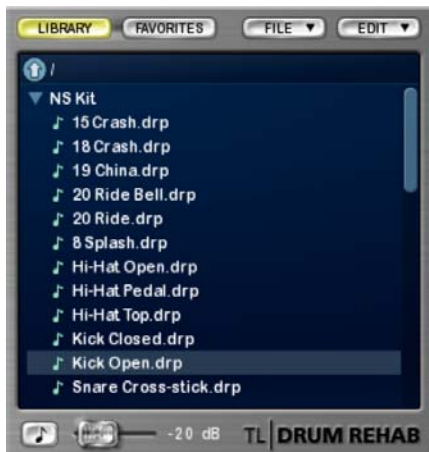 LIBRARY FAVORITES FILE EDIT
/
NS Kit
15 Crash.drp
18 Crash.drp
19 China.drp
20 Ride Bell.drp
20 Ride.drp
8 Splash.drp
Hi-Hat Open.drp
Hi-Hat Pedal.drp
Hi-Hat Top.drp
Kick Closed.drp
Kick Open.drp
Snare Cross-stick.drp
-20 dB TL DRUM REHAB